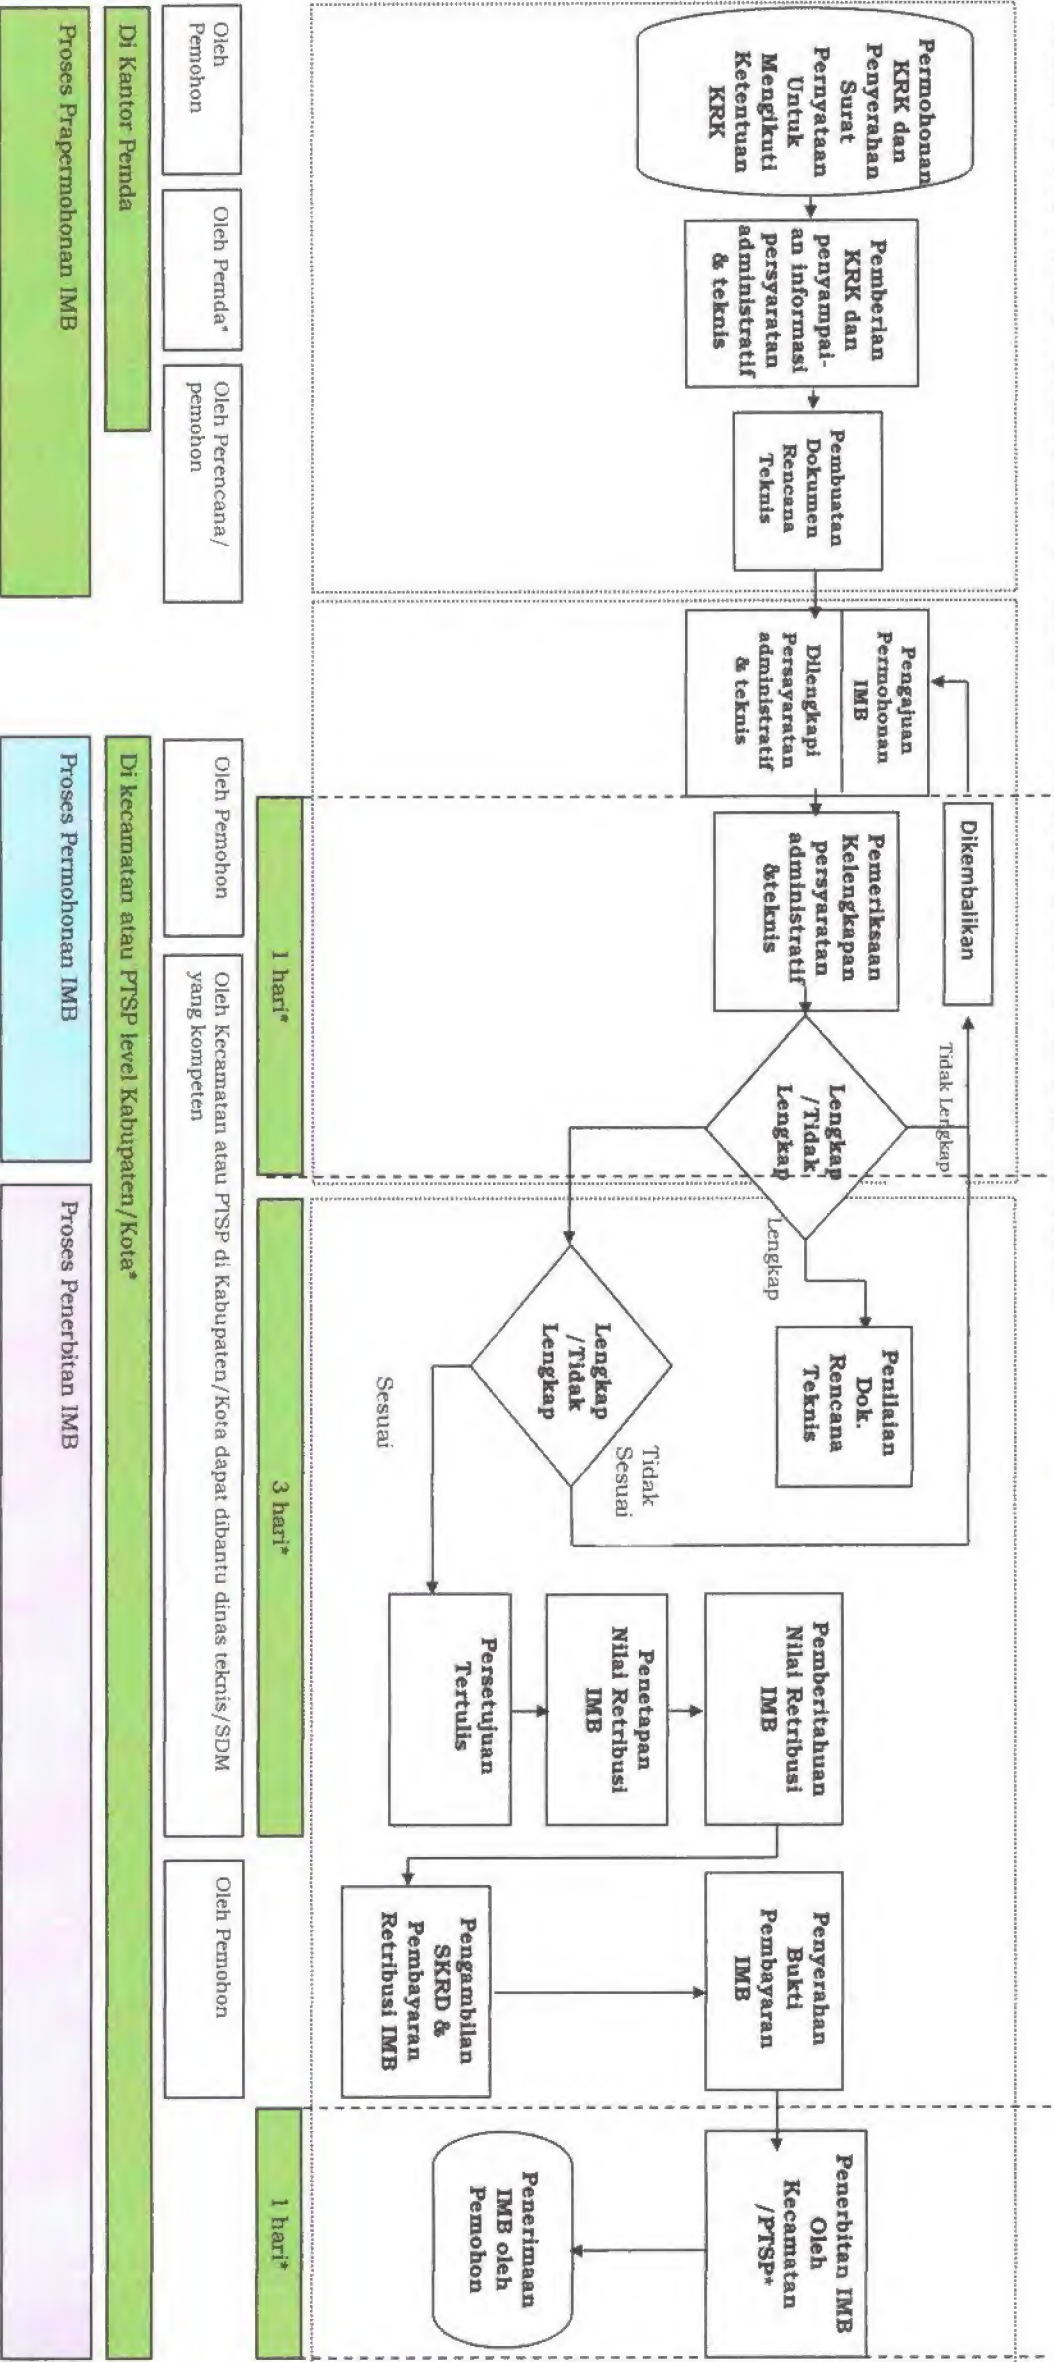 Permohonan
KRK dan
Penyerahan
Surat
Pernyataan
Untuk
Mengikuti
Ketentuan
KRK
Pemberian
KRK dan
penyampai-
an informasi
persyaratan
administratif
& teknis
Pembuatan
Dokumen
Rencana
Teknis
Pengajuan
Permohonan
IMB
Dilengkapi
Persayaratan
administratif
& teknis
Dikembalikan
Pemeriksaan
Kelengkapan
persyaratan
administratif
&teknis
Tidak Lengkap
Lengkap
/Tidak
Lengkap
Lengkap
Penilaian
Dok.
Rencana
Teknis
Lengkap
/Tidak
Lengkap
Tidak
Sesuai
Sesuai
Pemberitahuan
Nilai Retribusi
IMB
Penetapan
Nilai Retribusi
IMB
Persetujuan
Tertulis
Penyerahan
Bukti
Pembayaran
IMB
Pengambilan
SKRD &
Pembayaran
Retribusi IMB
Penerbitan IMB
Oleh
Kecamatan
/PTSP*
Penerimaan
IMB oleh
Pemohon
1 hari*
3 hari*
1 hari*
Oleh
Pemohon
Oleh Pemda*
Oleh Perencana/
pemohon
Oleh Pemohon
Oleh Kecamatan atau PTSP di Kabupaten/Kota dapat dibantu dinas teknis/SDM
yang kompeten
Oleh Pemohon
Di Kantor Pemda
Di kecamatan atau PTSP level Kabupaten/Kota*
Proses Prapermohonan IMB
Proses Permohonan IMB
Proses Penerbitan IMB